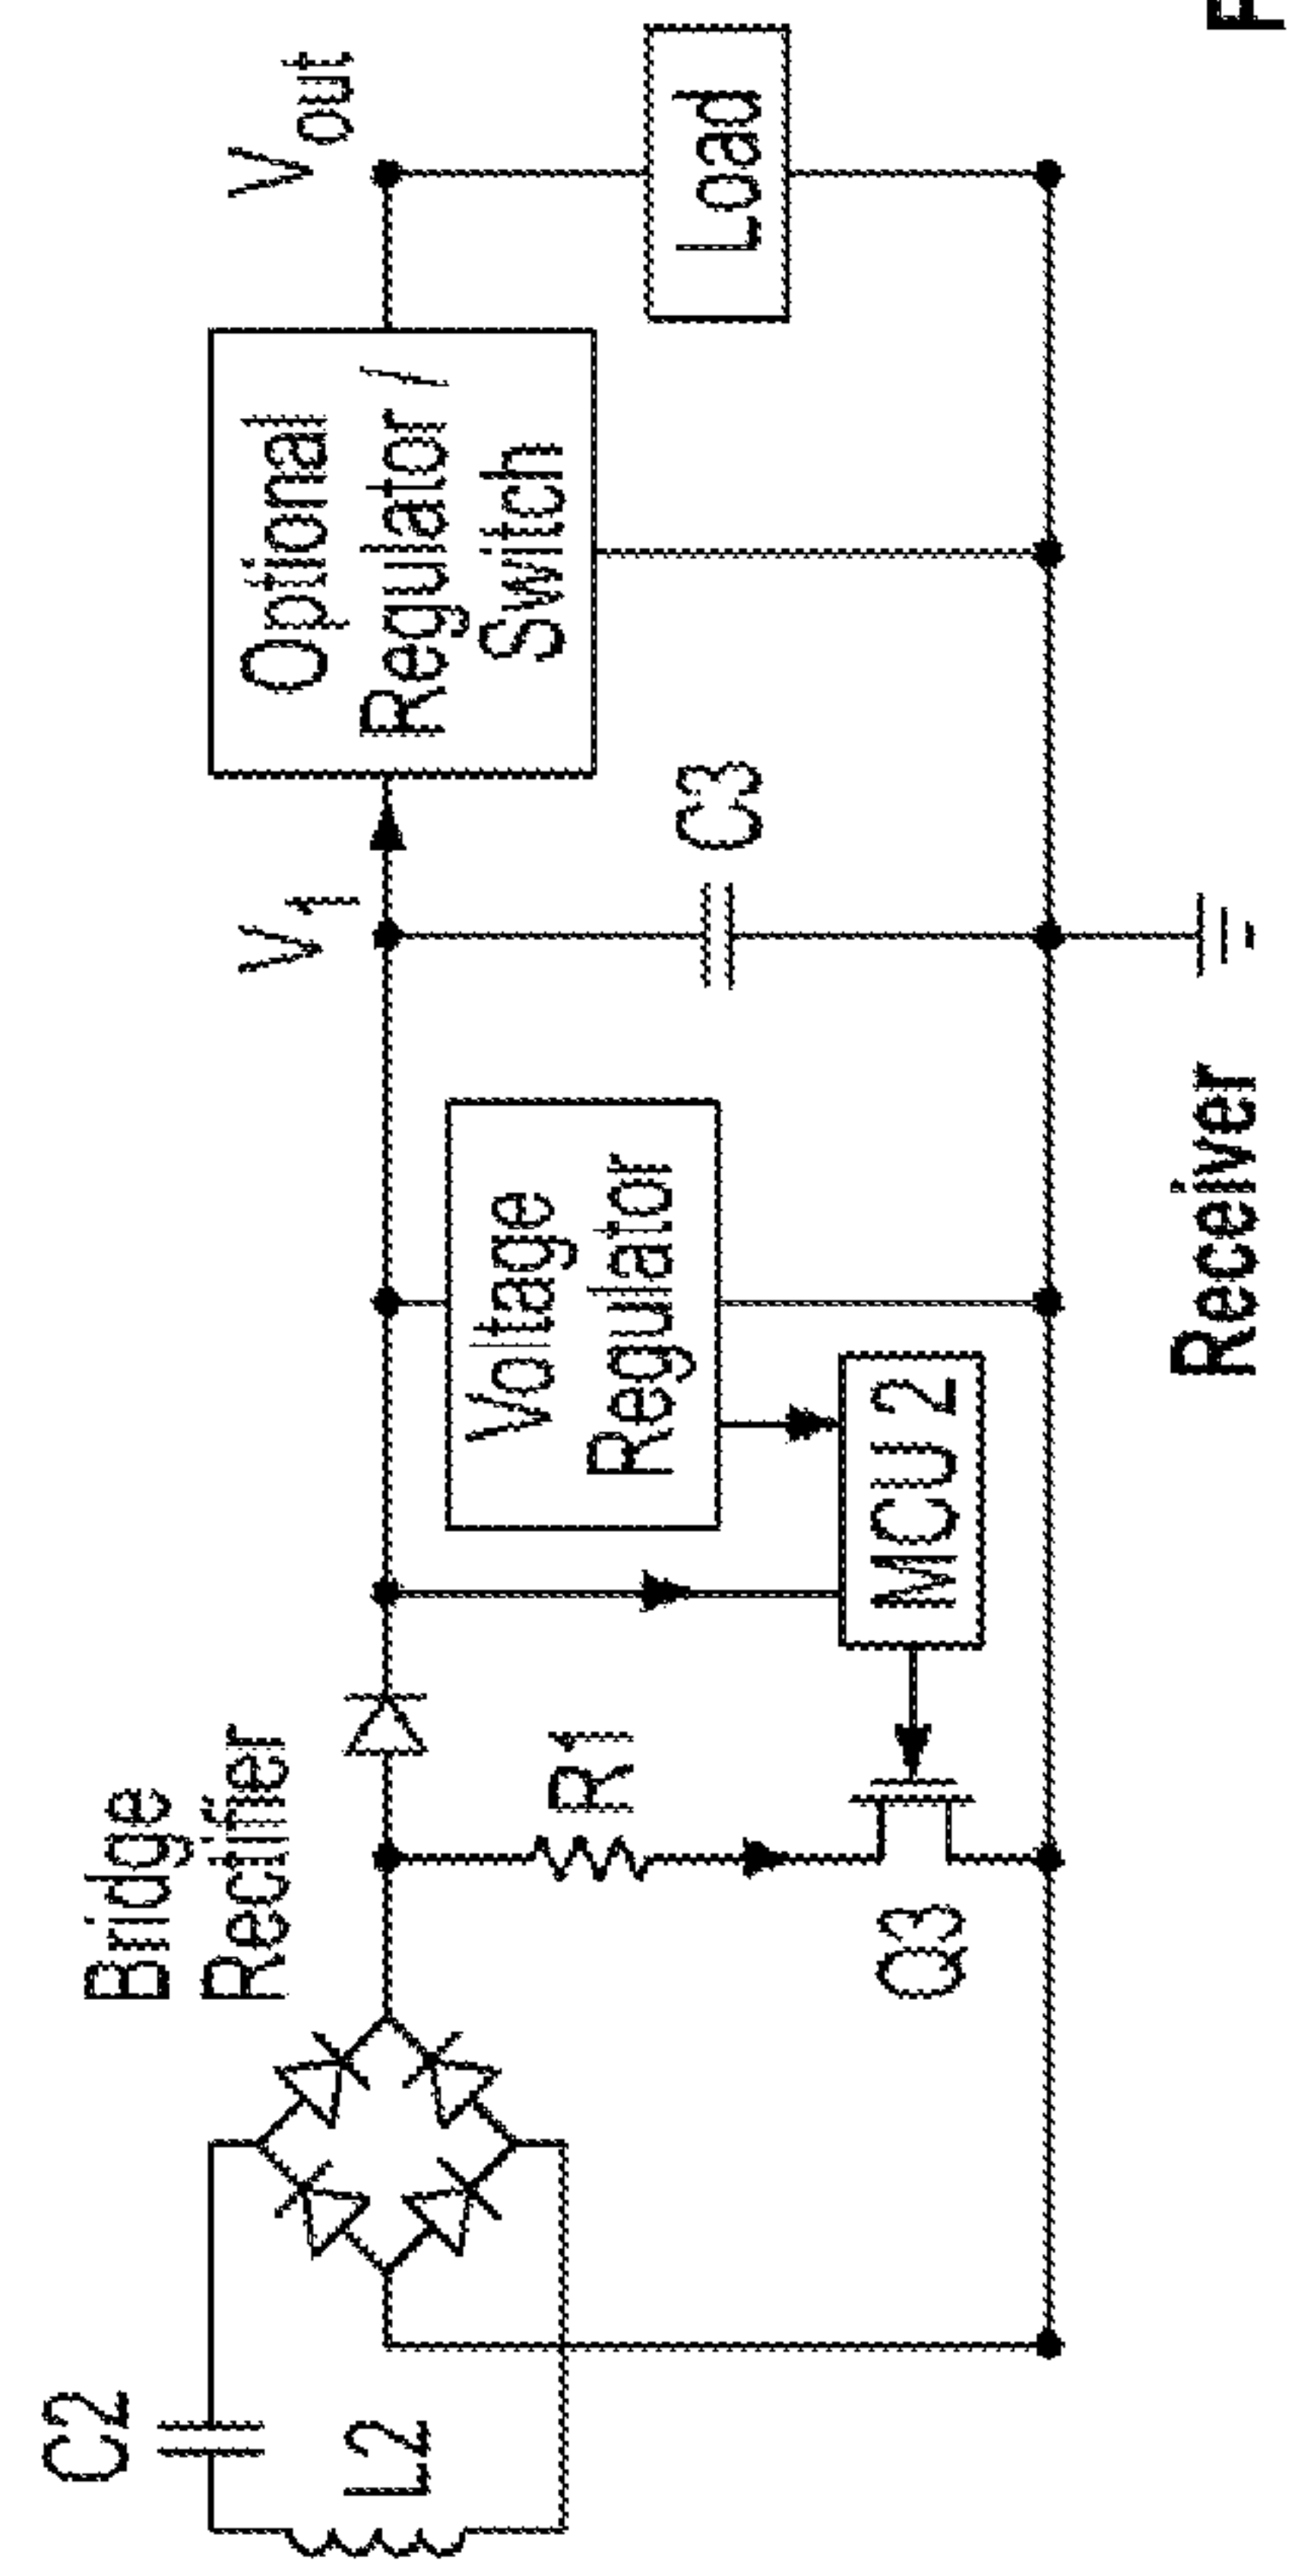 C2
L2
Bridge
Rectifier
R1
Q3
MCU 2
Voltage
Regulator
V1
C3
Optional
Regulator /
Switch
Vout
Load
Receiver